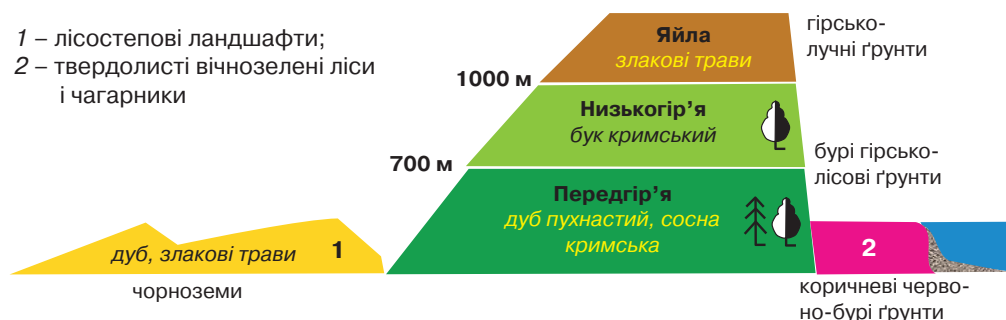 1 – лісостепові ландшафти;
2 – твердолисті вічнозелені ліси
і чагарники
Яйла
злакові трави
гірсько-
лучні ґрунти
1000 м
Низькогір’я
бук кримський
700 м
бурі гірсько-
лісові ґрунти
Передгір’я
дуб пухнастий, сосна
кримська
дуб, злакові трави
1
2
чорноземи
коричневі черво-
но-бурі ґрунти